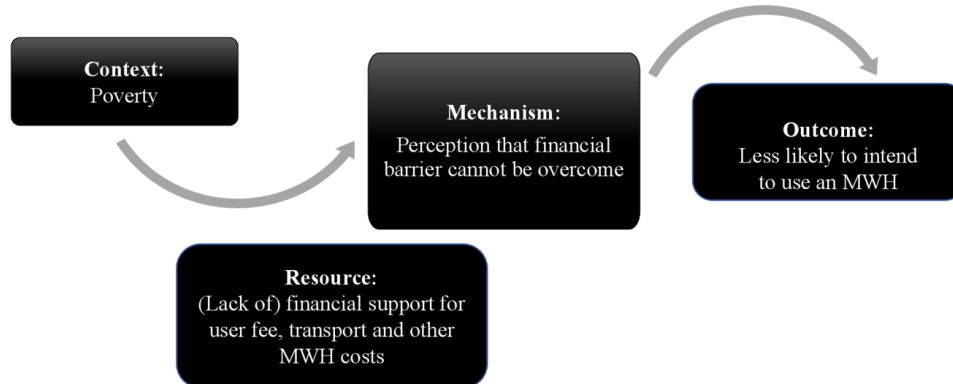 Context:
Poverty
Mechanism:
Perception that financial
barrier cannot be overcome
Outcome:
Less likely to intend
to use an MWH
Resource:
(Lack of) financial support for
user fee, transport and other
MWH costs